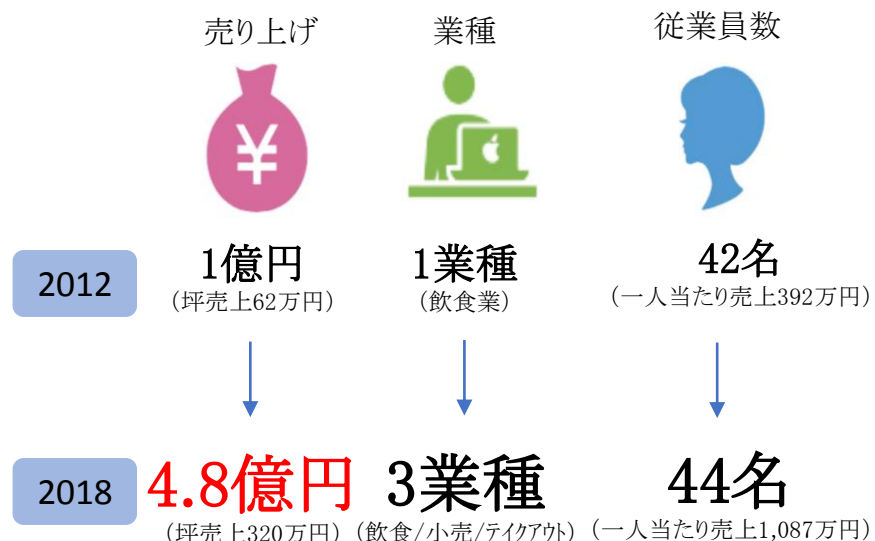 売り上げ 業種 従業員数
¥
2012 1億円 1業種 42名
(坪売上62万円) (飲食業) (一人当たり売上392万円)
2018 4.8億円 3業種 44名
(坪売上320万円) (飲食/小売/テイクアウト) (一人当たり売上1,087万円)